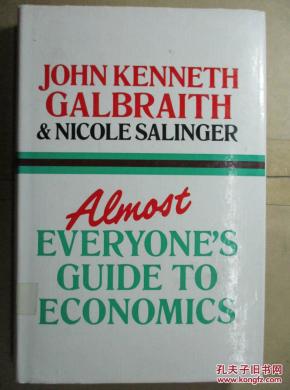 JOHN KENNETH
GALBRAITH
& NICOLE SALINGER
Almost
EVERYONE'S
GUIDE TO
ECONOMICS
孔夫子旧书网